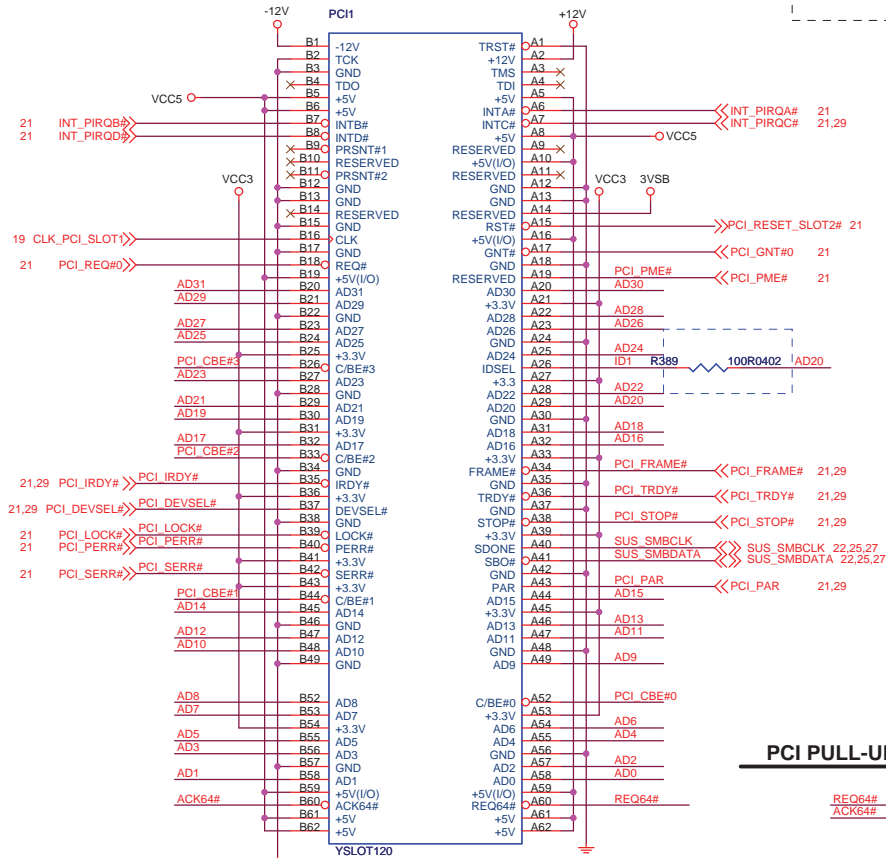 -12V PCI1 +12V
B1 -12V TRST# A1
B2 TCK +12V A2
B3 GND TMS A3
B4 TDO TDI A4
VCC5 B5 +5V +5V A5
B6 +5V INTA# A6 INT_PIRQA# 21
21 INT_PIRQB# B7 INTB# INTC# A7 INT_PIRQC# 21,29
21 INT_PIRQD# B8 INTD# +5V A8 VCC5
B9 PRSNT#1 RESERVED A9
B10 RESERVED +5V(I/O) A10
B11 PRSNT#2 RESERVED A11
VCC3 B12 GND GND A12 VCC3 3VSB
B13 GND GND A13
B14 RESERVED RESERVED A14
B15 GND RST# A15 PCI_RESET_SLOT2# 21
19 CLK_PCI_SLOT1 B16 CLK +5V(I/O) A16
B17 GND GNT# A17 PCI_GNT#0 21
21 PCI_REQ#0 B18 REQ# GND A18
B19 +5V(I/O) RESERVED A19 PCI_PME# PCI_PME# 21
AD31 B20 AD31 AD30 A20 AD30
AD29 B21 AD29 +3.3V A21
B22 GND AD28 A22 AD28
AD27 B23 AD27 AD26 A23 AD26
AD25 B24 AD25 GND A24
B25 +3.3V AD24 A25 AD24
PCI_CBE#3 B26 C/BE#3 IDSEL A26 ID1 R389 100R0402 AD20
AD23 B27 AD23 +3.3 A27
B28 GND AD22 A28 AD22
AD21 B29 AD21 AD20 A29 AD20
AD19 B30 AD19 GND A30
B31 +3.3V AD18 A31 AD18
AD17 B32 AD17 AD16 A32 AD16
PCI_CBE#2 B33 C/BE#2 +3.3V A33
B34 GND FRAME# A34 PCI_FRAME# PCI_FRAME# 21,29
21,29 PCI_IRDY# PCI_IRDY# B35 IRDY# GND A35
B36 +3.3V TRDY# A36 PCI_TRDY# PCI_TRDY# 21,29
21,29 PCI_DEVSEL# PCI_DEVSEL# B37 DEVSEL# GND A37
B38 GND STOP# A38 PCI_STOP# PCI_STOP# 21,29
21 PCI_LOCK# PCI_LOCK# B39 LOCK# +3.3V A39
21 PCI_PERR# PCI_PERR# B40 PERR# SDONE A40 SUS_SMBCLK SUS_SMBCLK 22,25,27
B41 +3.3V SBO# A41 SUS_SMBDATA SUS_SMBDATA 22,25,27
21 PCI_SERR# PCI_SERR# B42 SERR# GND A42
B43 +3.3V PAR A43 PCI_PAR PCI_PAR 21,29
PCI_CBE#1 B44 C/BE#1 AD15 A44 AD15
AD14 B45 AD14 +3.3V A45
B46 GND AD13 A46 AD13
AD12 B47 AD12 AD11 A47 AD11
AD10 B48 AD10 GND A48
B49 GND AD9 A49 AD9
AD8 B52 AD8 C/BE#0 A52 PCI_CBE#0
AD7 B53 AD7 +3.3V A53
B54 +3.3V AD6 A54 AD6
AD5 B55 AD5 AD4 A55 AD4
AD3 B56 AD3 GND A56
B57 GND AD2 A57 AD2
AD1 B58 AD1 AD0 A58 AD0
B59 +5V(I/O) +5V(I/O) A59
ACK64# B60 ACK64# REQ64# A60 REQ64#
B61 +5V +5V A61
B62 +5V +5V A62
YSLOT120
PCI PULL-U
REQ64#
ACK64#